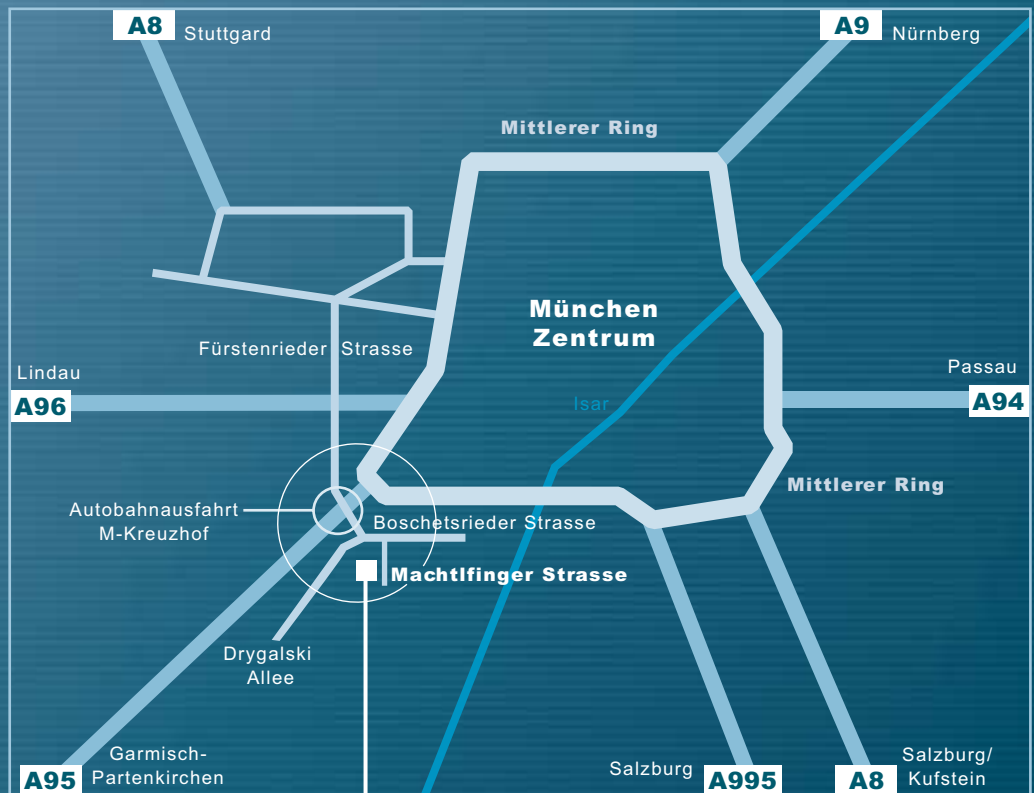 A8 Stuttgard
A9 Nürnberg
Mittlerer Ring
München
Zentrum
Fürstenrieder Strasse
Lindau
A96
Passau
A94
Isar
Mittlerer Ring
Autobahnausfahrt
M-Kreuzhof
Boschetsrieder Strasse
Machtlfinger Strasse
Drygalski
Allee
Garmisch-
Partenkirchen
A95
Salzburg A995
A8
Salzburg/
Kufstein